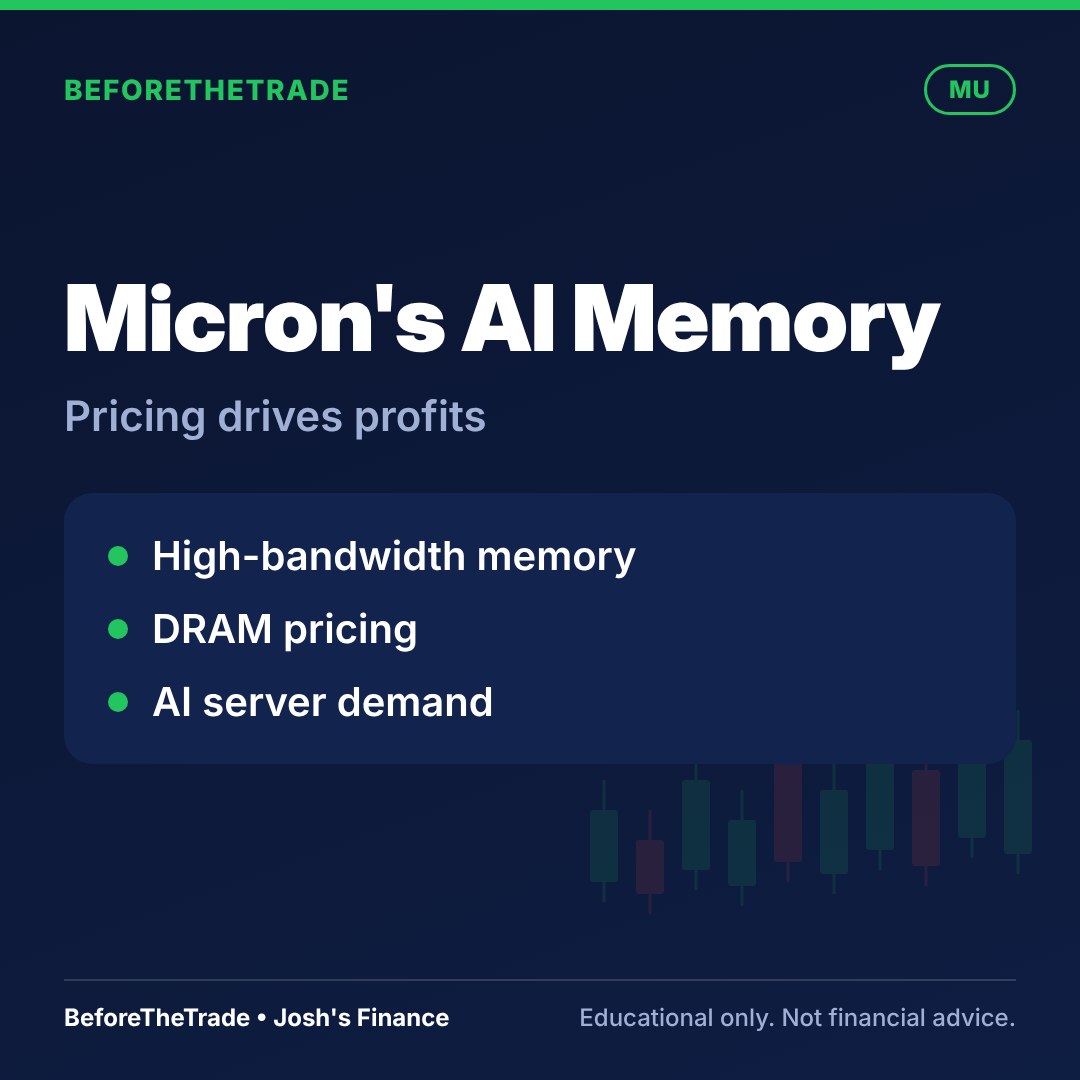 BEFORETHETRADE
MU
Micron's AI Memory
Pricing drives profits
High-bandwidth memory
DRAM pricing
AI server demand
BeforeTheTrade • Josh's Finance
Educational only. Not financial advice.